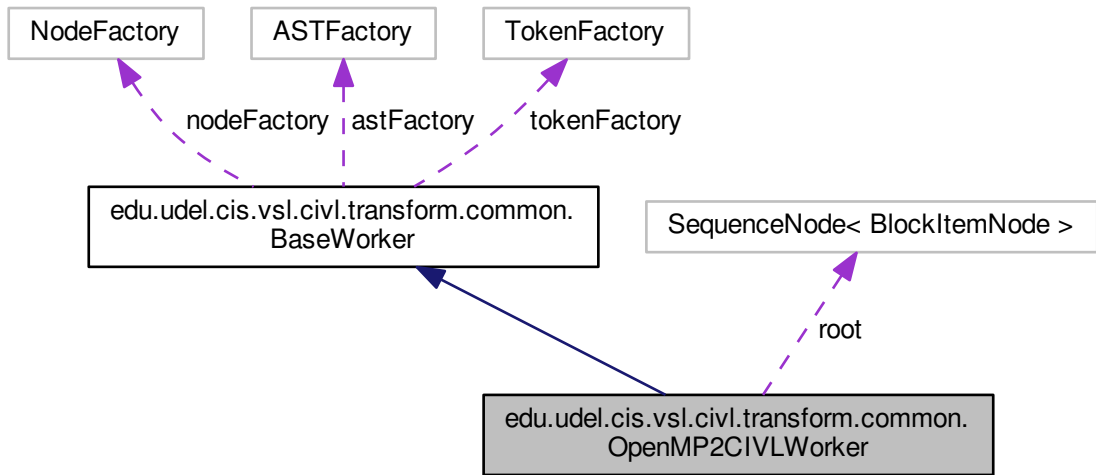 NodeFactory
ASTFactory
TokenFactory
nodeFactory
astFactory
tokenFactory
edu.udel.cis.vsl.civl.transform.common.
BaseWorker
SequenceNode< BlockItemNode >
root
edu.udel.cis.vsl.civl.transform.common.
OpenMP2CIVLWorker